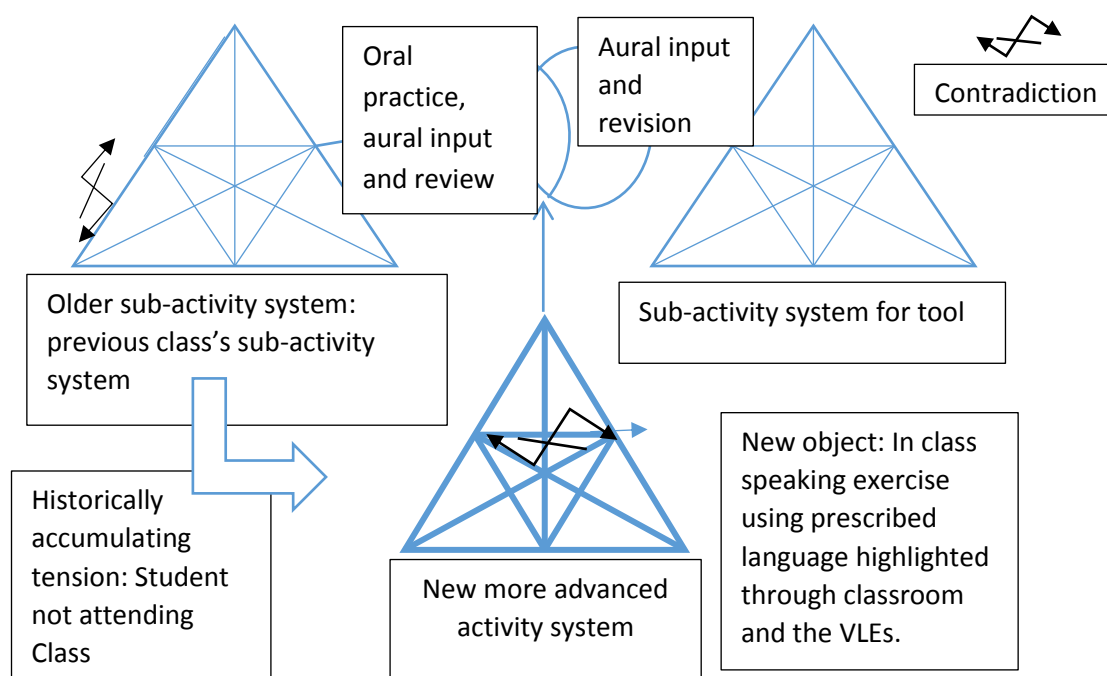 Oral
practice,
aural input
and review
Aural input
and
revision
Contradiction
Older sub-activity system:
previous class's sub-activity
system
Sub-activity system for tool
Historically
accumulating
tension: Student
not attending
Class
New more advanced
activity system
New object: In class
speaking exercise
using prescribed
language highlighted
through classroom
and the VLEs.